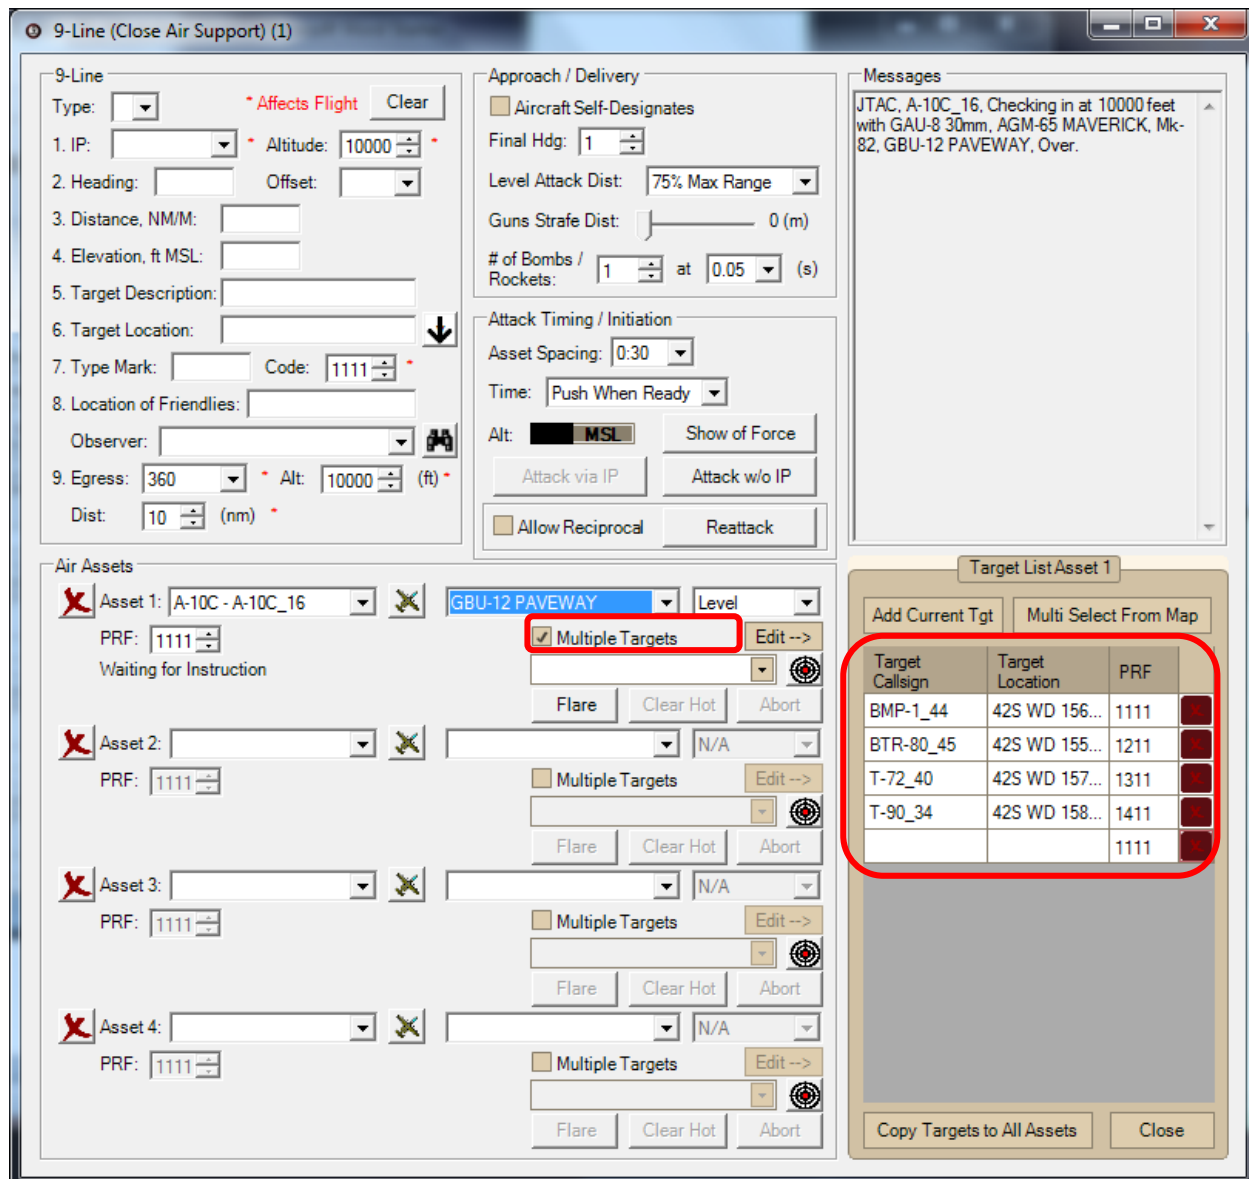 9-Line (Close Air Support) (1)
9-Line
Type:
* Affects Flight
Clear
1. IP:
* Altitude: 10000 *
2. Heading:
Offset:
3. Distance, NM/M:
4. Elevation, ft MSL:
5. Target Description:
6. Target Location:
7. Type Mark:
Code: 1111 *
8. Location of Friendlies:
Observer:
9. Egress: 360 * Alt: 10000 (ft) *
Dist: 10 (nm) *
Approach / Delivery
Aircraft Self-Designates
Final Hdg: 1
Level Attack Dist: 75% Max Range
Guns Strafe Dist: 0 (m)
# of Bombs /
Rockets: 1 at 0.05 (s)
Attack Timing / Initiation
Asset Spacing: 0:30
Time: Push When Ready
Alt: MSL Show of Force
Attack via IP Attack w/o IP
Allow Reciprocal Reattack
Messages
JTAC, A-10C_16, Checking in at 10000 feet
with GAU-8 30mm, AGM-65 MAVERICK, Mk-
82, GBU-12 PAVEWAY, Over.
Air Assets
Asset 1: A-10C - A-10C_16 GBU-12 PAVEWAY Level
PRF: 1111 Multiple Targets Edit -->
Waiting for Instruction
Flare Clear Hot Abort
Asset 2: N/A
PRF: 1111 Multiple Targets Edit -->
Flare Clear Hot Abort
Asset 3: N/A
PRF: 1111 Multiple Targets Edit -->
Flare Clear Hot Abort
Asset 4: N/A
PRF: 1111 Multiple Targets Edit -->
Flare Clear Hot Abort
Target List Asset 1
Add Current Tgt Multi Select From Map
Target Callsign Target Location PRF
BMP-1_44 42S WD 156... 1111 X
BTR-80_45 42S WD 155... 1211 X
T-72_40 42S WD 157... 1311 X
T-90_34 42S WD 158... 1411 X
1111 X
Copy Targets to All Assets Close